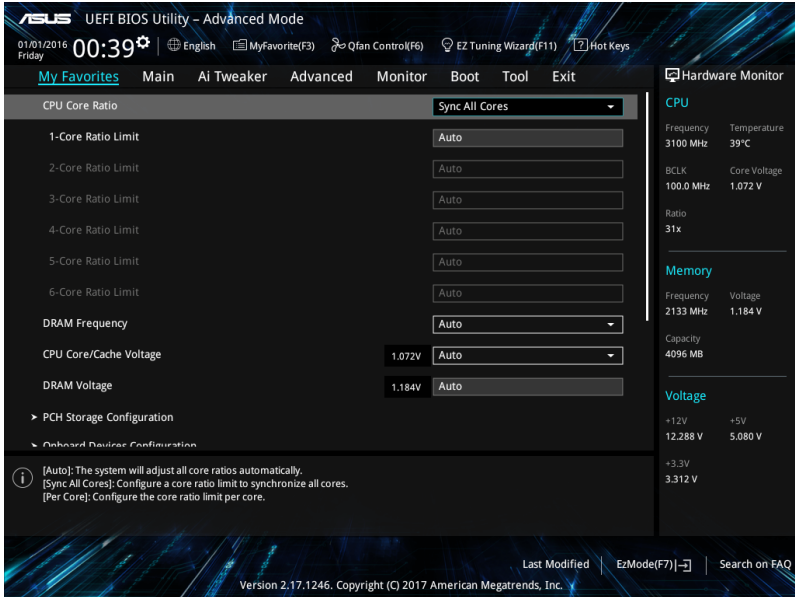 ASUS UEFI BIOS Utility – Advanced Mode
01/01/2016 Friday 00:39 English MyFavorite(F3) Qfan Control(F6) EZ Tuning Wizard(F11) ? Hot Keys
My Favorites Main Ai Tweaker Advanced Monitor Boot Tool Exit
CPU Core Ratio Sync All Cores
1-Core Ratio Limit Auto
2-Core Ratio Limit Auto
3-Core Ratio Limit Auto
4-Core Ratio Limit Auto
5-Core Ratio Limit Auto
6-Core Ratio Limit Auto
DRAM Frequency Auto
CPU Core/Cache Voltage 1.072V Auto
DRAM Voltage 1.184V Auto
> PCH Storage Configuration
> Onboard Devices Configuration
[Auto]: The system will adjust all core ratios automatically.
[Sync All Cores]: Configure a core ratio limit to synchronize all cores.
[Per Core]: Configure the core ratio limit per core.
Hardware Monitor
CPU
Frequency Temperature
3100 MHz 39°C
BCLK Core Voltage
100.0 MHz 1.072 V
Ratio
31x
Memory
Frequency Voltage
2133 MHz 1.184 V
Capacity
4096 MB
Voltage
+12V +5V
12.288 V 5.080 V
+3.3V
3.312 V
Last Modified EzMode(F7) Search on FAQ
Version 2.17.1246. Copyright (C) 2017 American Megatrends, Inc.